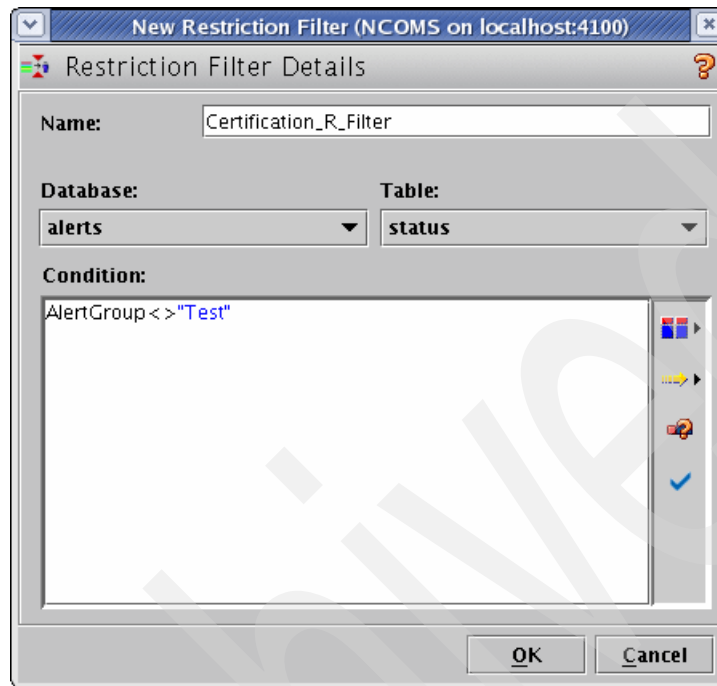 New Restriction Filter (NCOMS on localhost:4100)
Restriction Filter Details
Name: Certification_R_Filter
Database: Table:
alerts status
Condition:
AlertGroup<>"Test"
OK Cancel